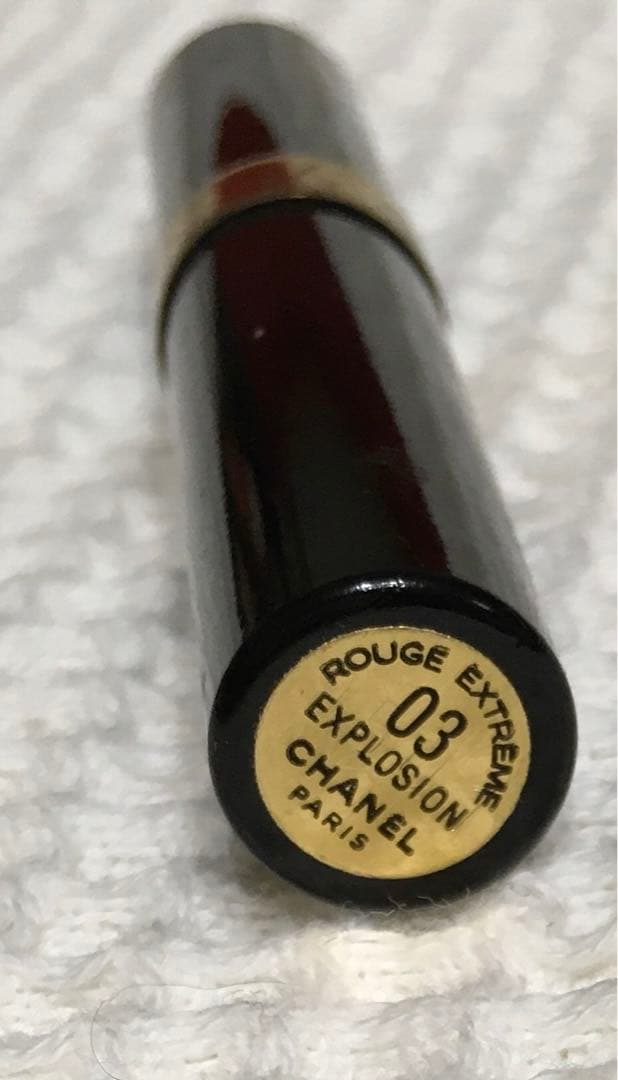 ROUGE EXTRÊME
03
EXPLOSION
CHANEL
PARIS